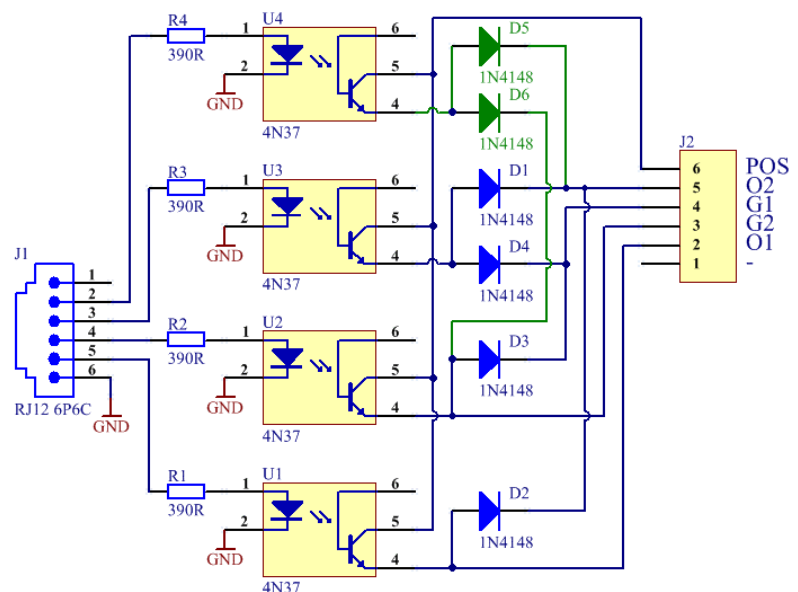 U4
R4
390R
1
2
GND
6
5
4
4N37
D5
1N4148
D6
1N4148
U3
R3
390R
1
2
GND
6
5
4
4N37
D1
1N4148
D4
1N4148
J2
6
5
4
3
2
1
POS
O2
G1
G2
O1
-
J1
1
2
3
4
5
6
RJ12 6P6C
GND
U2
R2
390R
1
2
GND
6
5
4
4N37
D3
1N4148
U1
R1
390R
1
2
GND
6
5
4
4N37
D2
1N4148